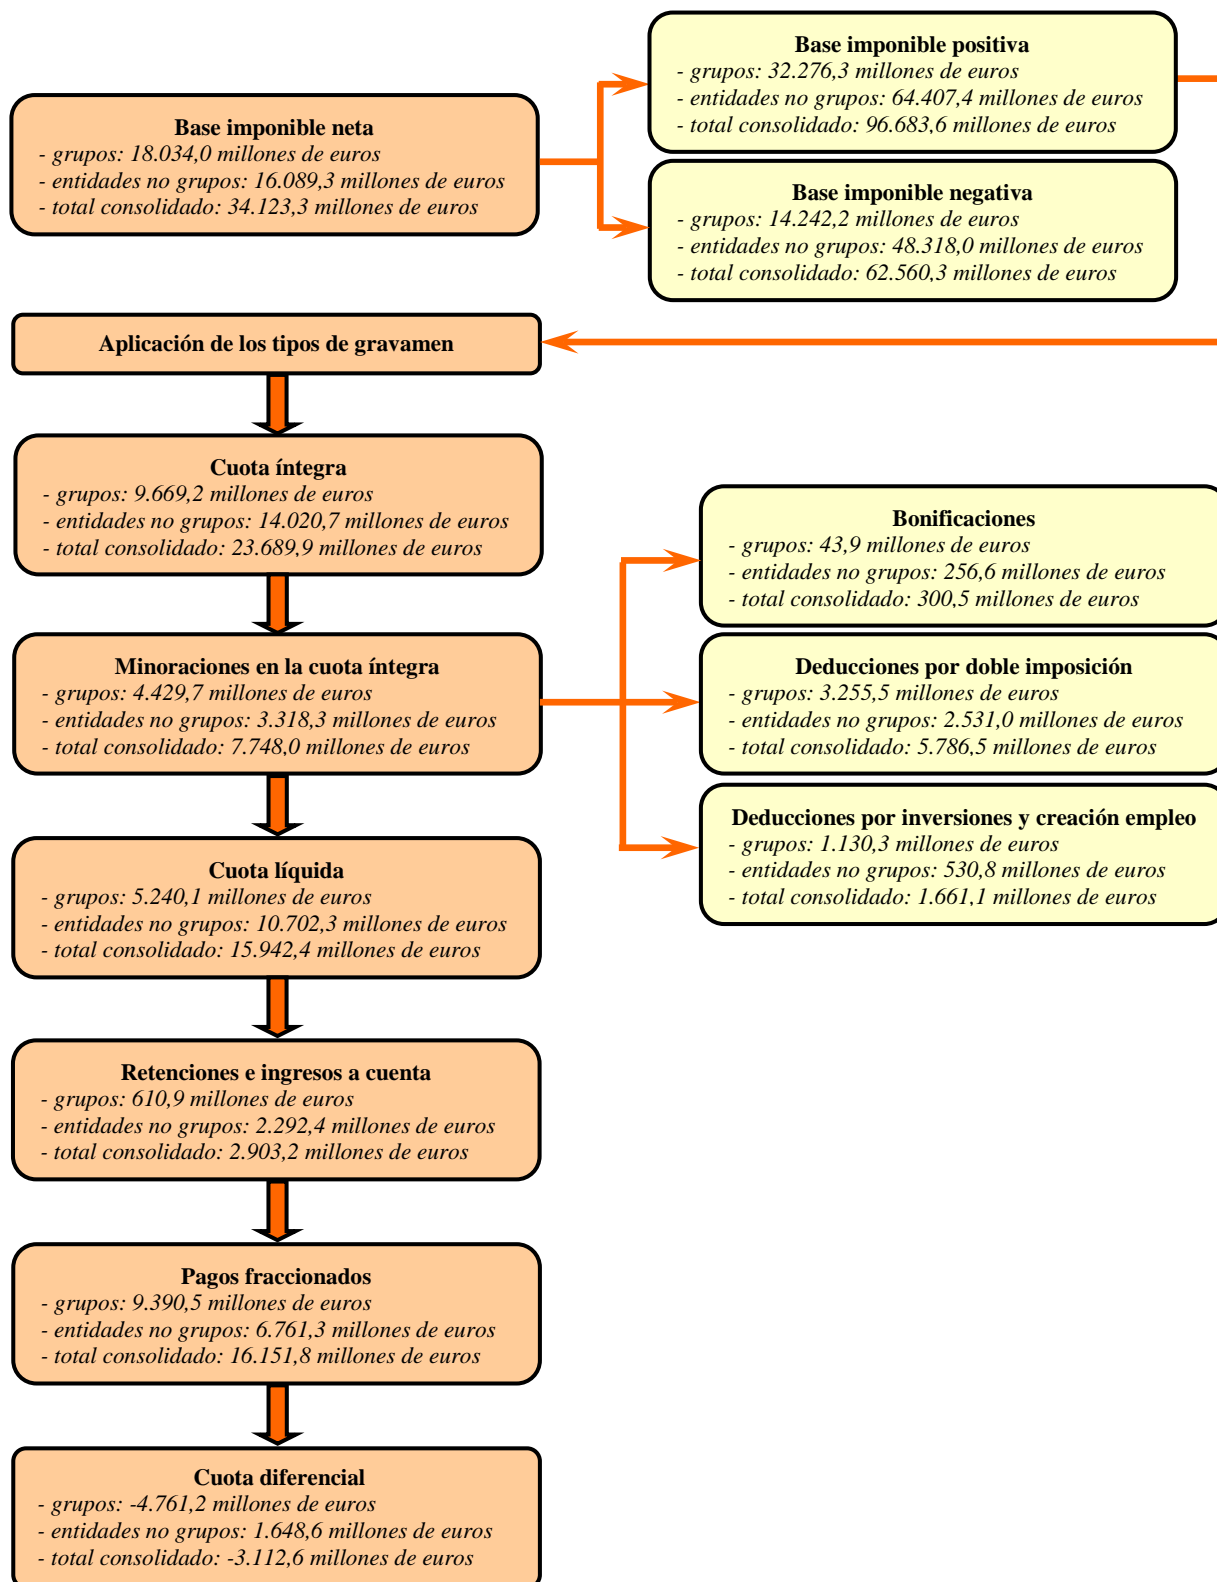 Base imponible neta
- grupos: 18.034,0 millones de euros
- entidades no grupos: 16.089,3 millones de euros
- total consolidado: 34.123,3 millones de euros
Base imponible positiva
- grupos: 32.276,3 millones de euros
- entidades no grupos: 64.407,4 millones de euros
- total consolidado: 96.683,6 millones de euros
Base imponible negativa
- grupos: 14.242,2 millones de euros
- entidades no grupos: 48.318,0 millones de euros
- total consolidado: 62.560,3 millones de euros
Aplicación de los tipos de gravamen
Cuota íntegra
- grupos: 9.669,2 millones de euros
- entidades no grupos: 14.020,7 millones de euros
- total consolidado: 23.689,9 millones de euros
Minoraciones en la cuota íntegra
- grupos: 4.429,7 millones de euros
- entidades no grupos: 3.318,3 millones de euros
- total consolidado: 7.748,0 millones de euros
Bonificaciones
- grupos: 43,9 millones de euros
- entidades no grupos: 256,6 millones de euros
- total consolidado: 300,5 millones de euros
Deducciones por doble imposición
- grupos: 3.255,5 millones de euros
- entidades no grupos: 2.531,0 millones de euros
- total consolidado: 5.786,5 millones de euros
Deducciones por inversiones y creación empleo
- grupos: 1.130,3 millones de euros
- entidades no grupos: 530,8 millones de euros
- total consolidado: 1.661,1 millones de euros
Cuota líquida
- grupos: 5.240,1 millones de euros
- entidades no grupos: 10.702,3 millones de euros
- total consolidado: 15.942,4 millones de euros
Retenciones e ingresos a cuenta
- grupos: 610,9 millones de euros
- entidades no grupos: 2.292,4 millones de euros
- total consolidado: 2.903,2 millones de euros
Pagos fraccionados
- grupos: 9.390,5 millones de euros
- entidades no grupos: 6.761,3 millones de euros
- total consolidado: 16.151,8 millones de euros
Cuota diferencial
- grupos: -4.761,2 millones de euros
- entidades no grupos: 1.648,6 millones de euros
- total consolidado: -3.112,6 millones de euros